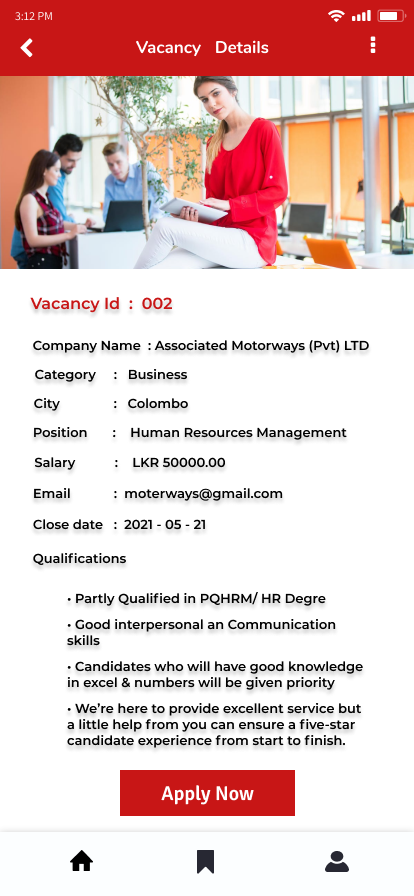 3:12 PM
Vacancy Details
Vacancy Id : 002
Company Name : Associated Motorways (Pvt) LTD
Category : Business
City : Colombo
Position : Human Resources Management
Salary : LKR 50000.00
Email : moterways@gmail.com
Close date : 2021 - 05 - 21
Qualifications
• Partly Qualified in PQHRM/ HR Degre
• Good interpersonal an Communication
skills
• Candidates who will have good knowledge
in excel & numbers will be given priority
• We're here to provide excellent service but
a little help from you can ensure a five-star
candidate experience from start to finish.
Apply Now